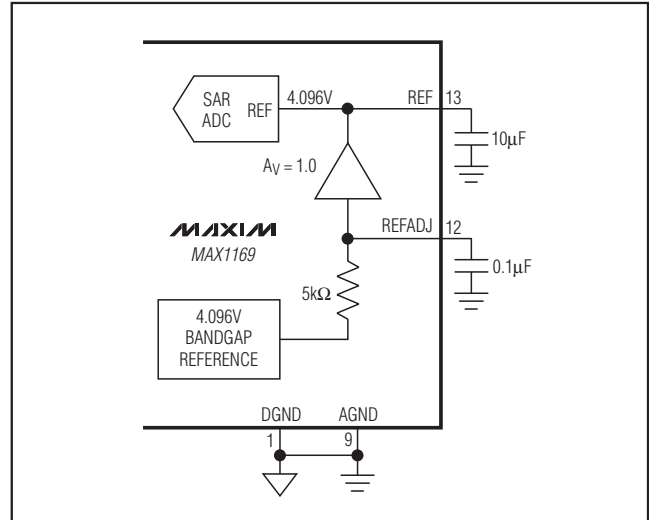 SAR
ADC
REF
4.096V
REF
13
10µF
AV = 1.0
MAXIM
MAX1169
REFADJ
12
0.1µF
5kΩ
4.096V
BANDGAP
REFERENCE
DGND
AGND
1
9